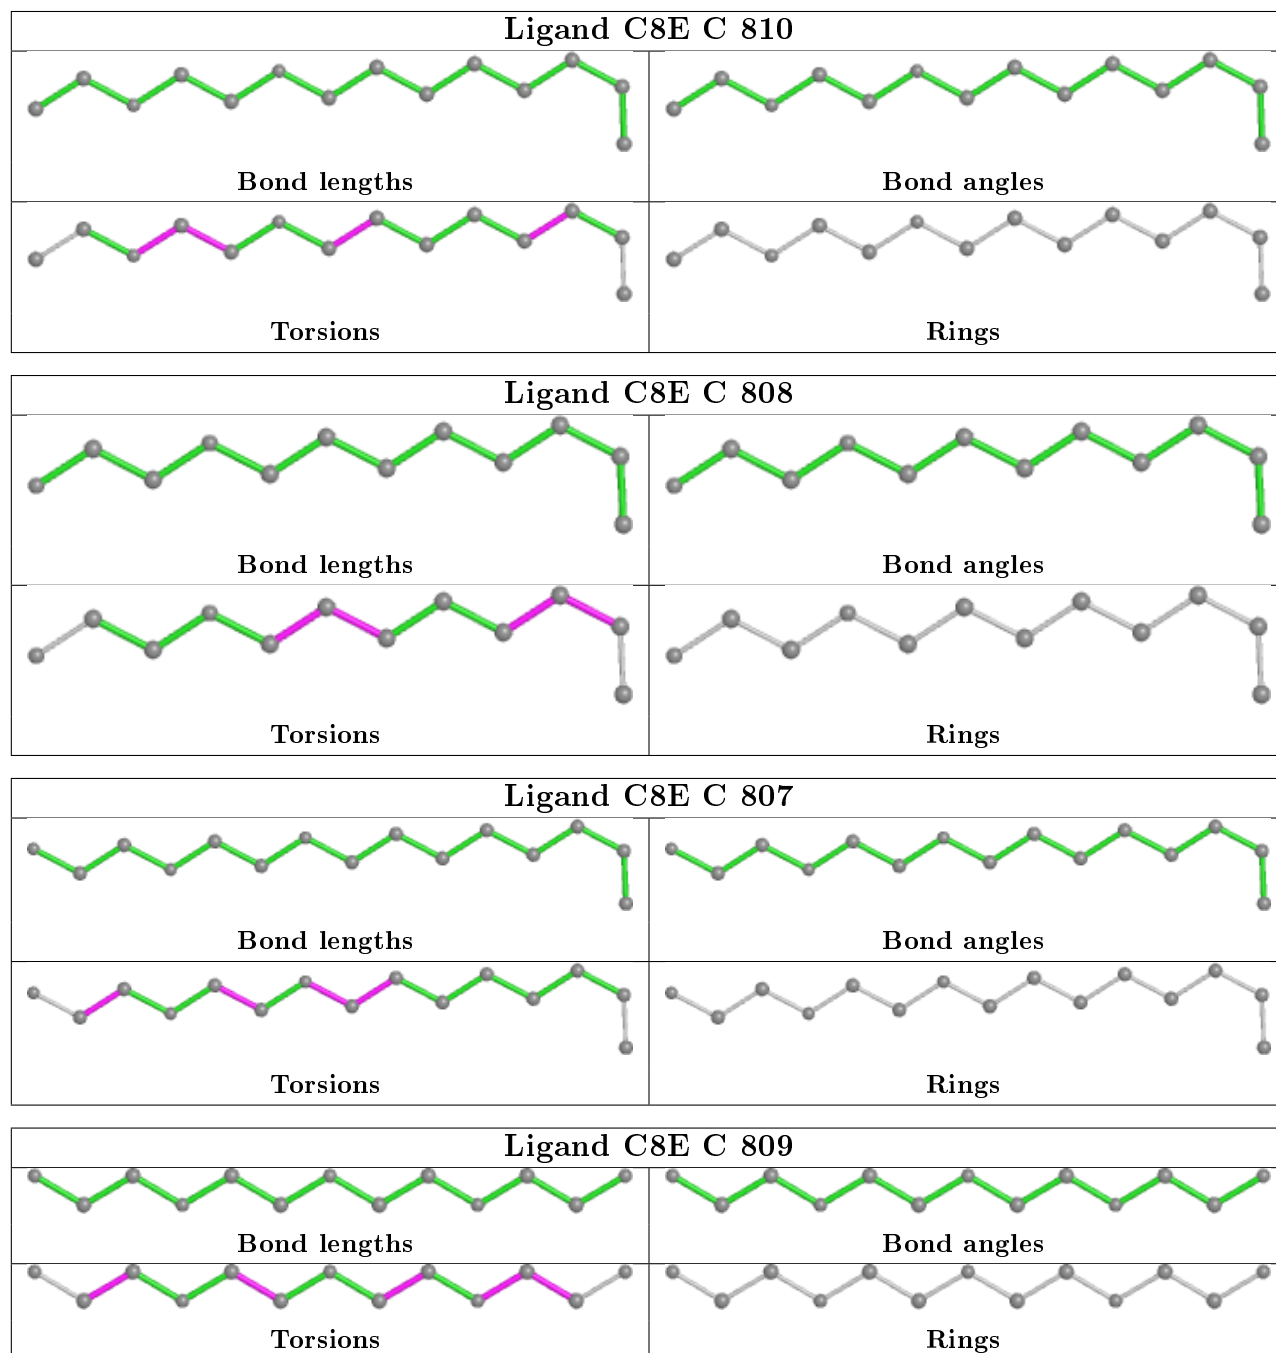 Ligand C8E C 810
Bond lengths
Bond angles
Torsions
Rings
Ligand C8E C 808
Bond lengths
Bond angles
Torsions
Rings
Ligand C8E C 807
Bond lengths
Bond angles
Torsions
Rings
Ligand C8E C 809
Bond lengths
Bond angles
Torsions
Rings